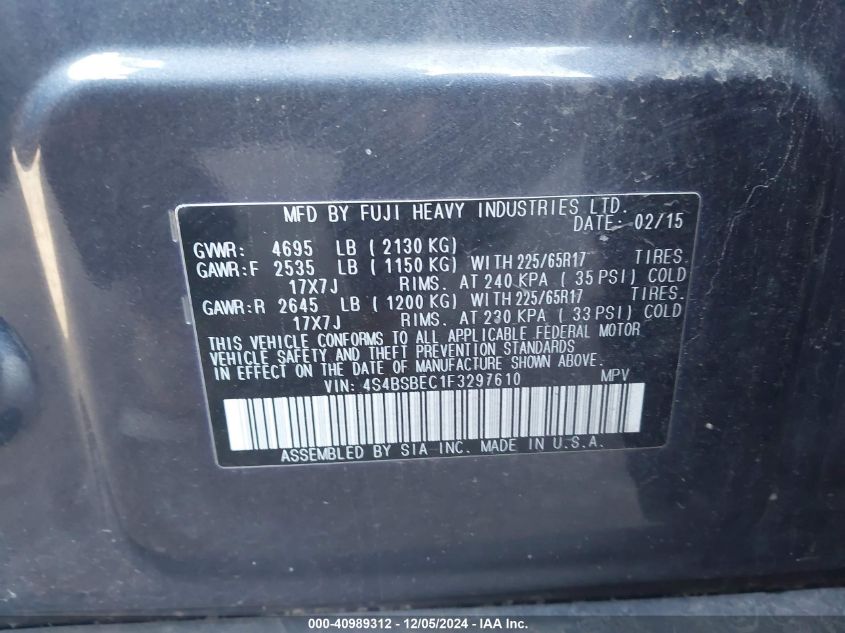 MFD BY FUJI HEAVY INDUSTRIES LTD.
DATE: 02/15
GVWR: 4695 LB ( 2130 KG)
GAWR:F 2535 LB ( 1150 KG) WITH 225/65R17 TIRES.
17X7J RIMS. AT 240 KPA ( 35 PSI) COLD
GAWR:R 2645 LB ( 1200 KG) WITH 225/65R17 TIRES.
17X7J RIMS. AT 230 KPA ( 33 PSI) COLD
THIS VEHICLE CONFORMS TO ALL APPLICABLE FEDERAL MOTOR
VEHICLE SAFETY AND THEFT PREVENTION STANDARDS
IN EFFECT ON THE DATE OF MANUFACTURE SHOWN ABOVE.
VIN: 4S4BSBEC1F3297610 MPV
ASSEMBLED BY SIA INC. MADE IN U.S.A.
000-40989312 - 12/05/2024 - US.IAAI.COM